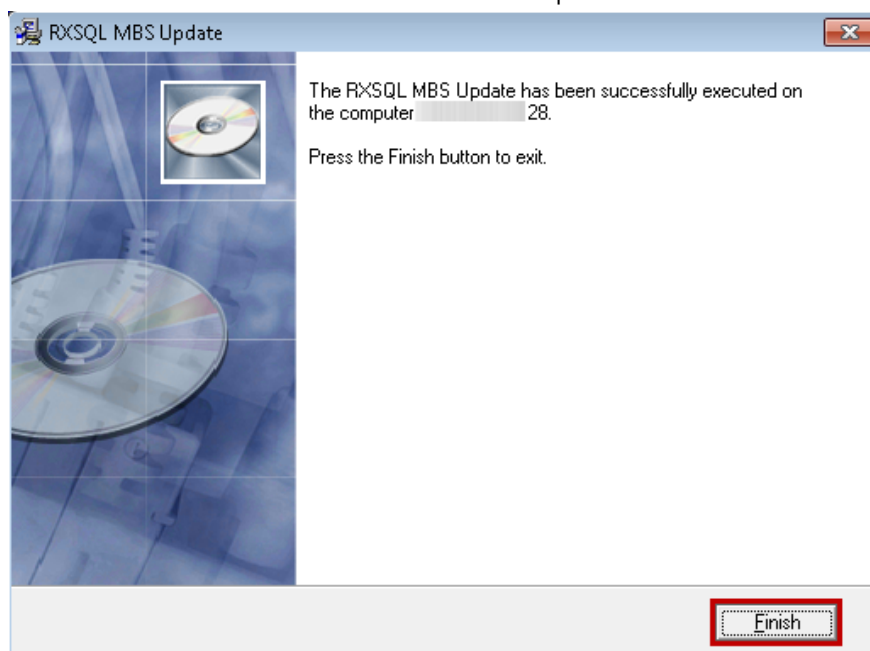 RXSQL MBS Update
The RXSQL MBS Update has been successfully executed on
the computer 28.
Press the Finish button to exit.
Finish